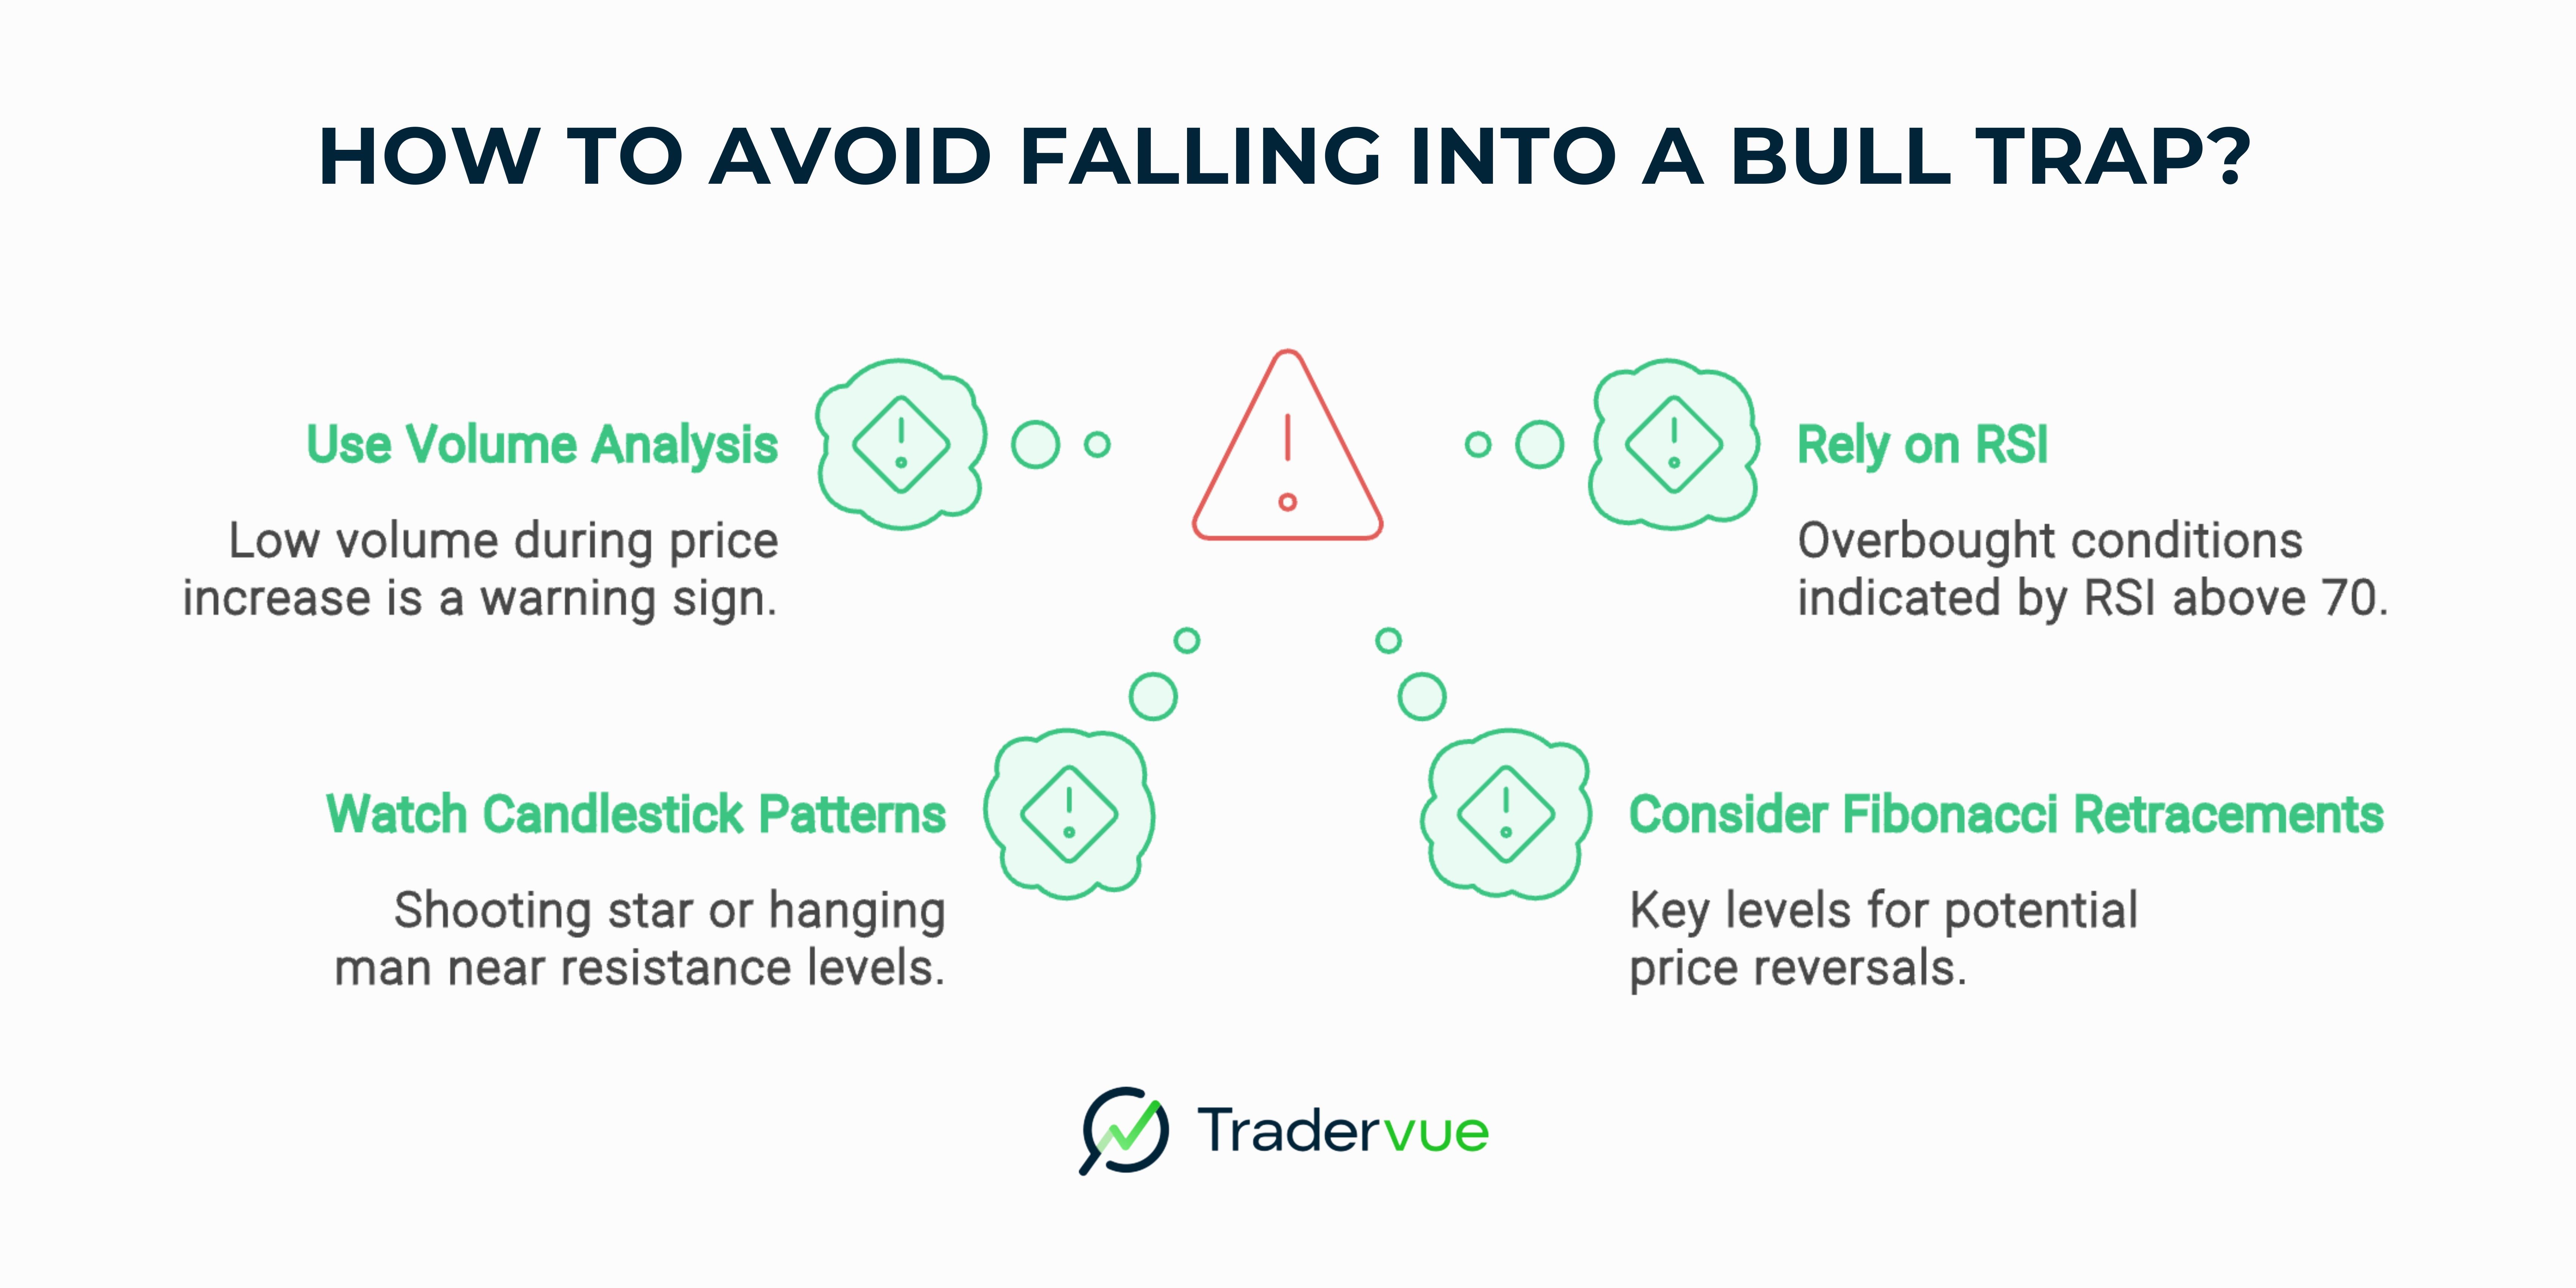 HOW TO AVOID FALLING INTO A BULL TRAP?
Use Volume Analysis
Low volume during price
increase is a warning sign.
Rely on RSI
Overbought conditions
indicated by RSI above 70.
Watch Candlestick Patterns
Shooting star or hanging
man near resistance levels.
Consider Fibonacci Retracements
Key levels for potential
price reversals.
Tradervue